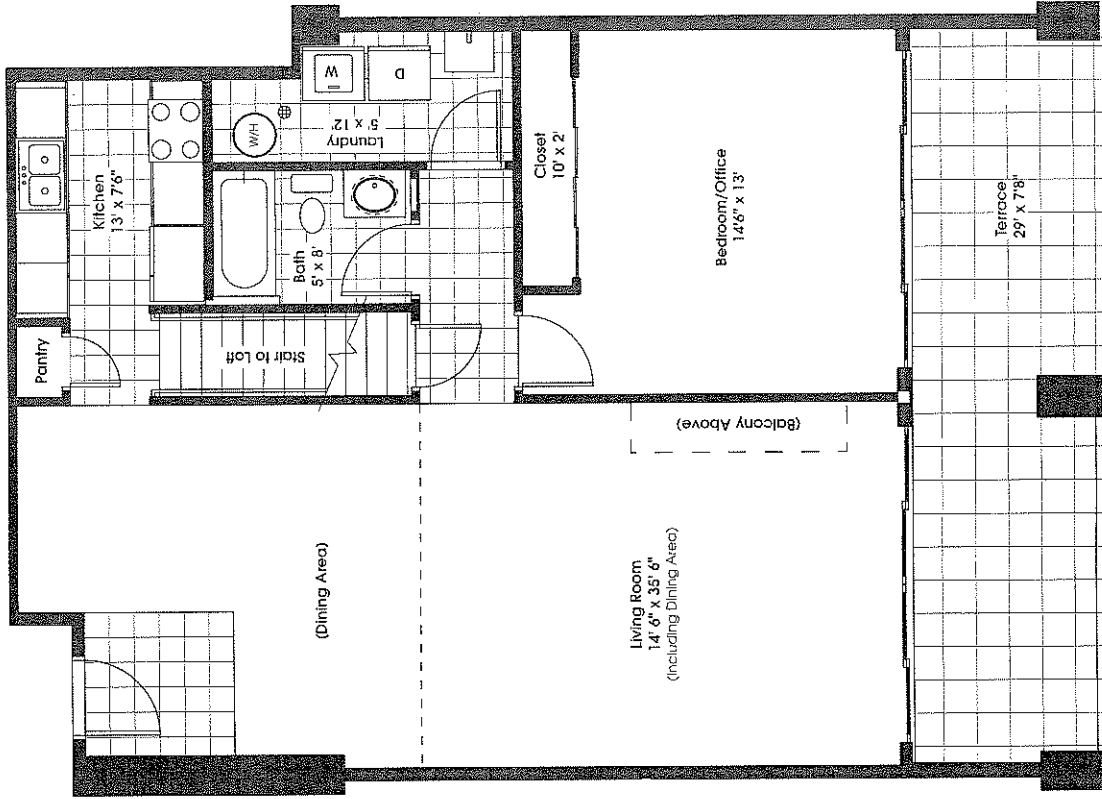 Pantry
Kitchen
13' x 7'6"
Laundry
5' x 12'
W/H
W
D
Bath
5' x 8'
Stair to Loft
Closet
10' x 2'
Bedroom/Office
14'6" x 13'
Terrace
29' x 7'8"
(Balcony Above)
(Dining Area)
Living Room
14' 6" x 35' 6"
(Including Dining Area)